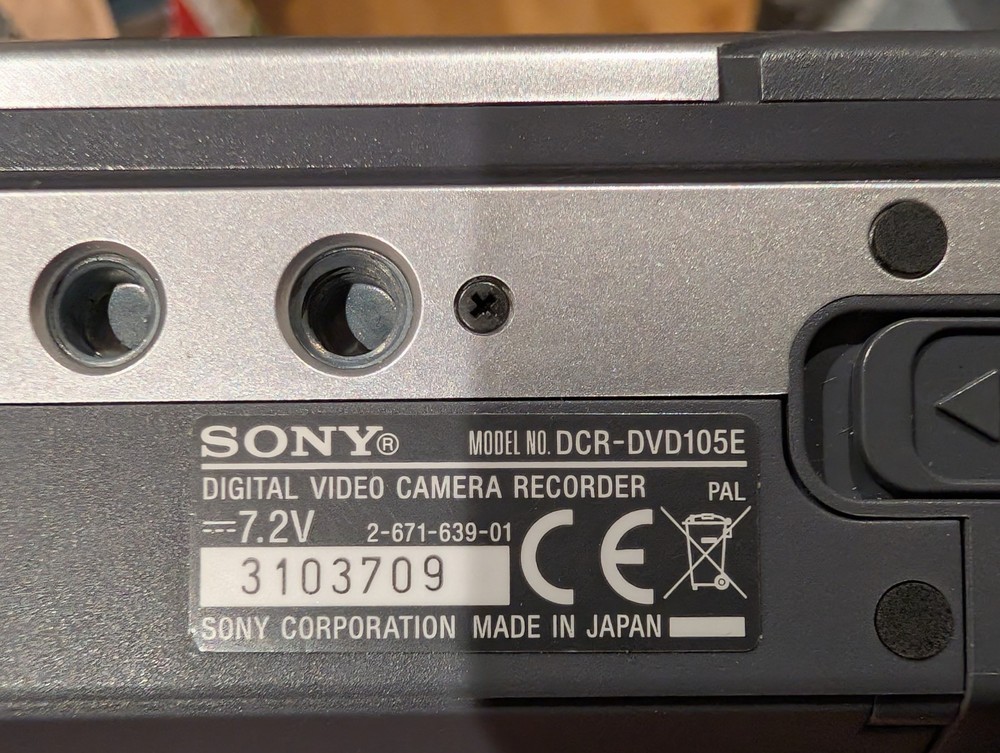 SONY® MODEL NO. DCR-DVD105E
DIGITAL VIDEO CAMERA RECORDER PAL
⎓7.2V 2-671-639-01 CE
3103709
SONY CORPORATION MADE IN JAPAN